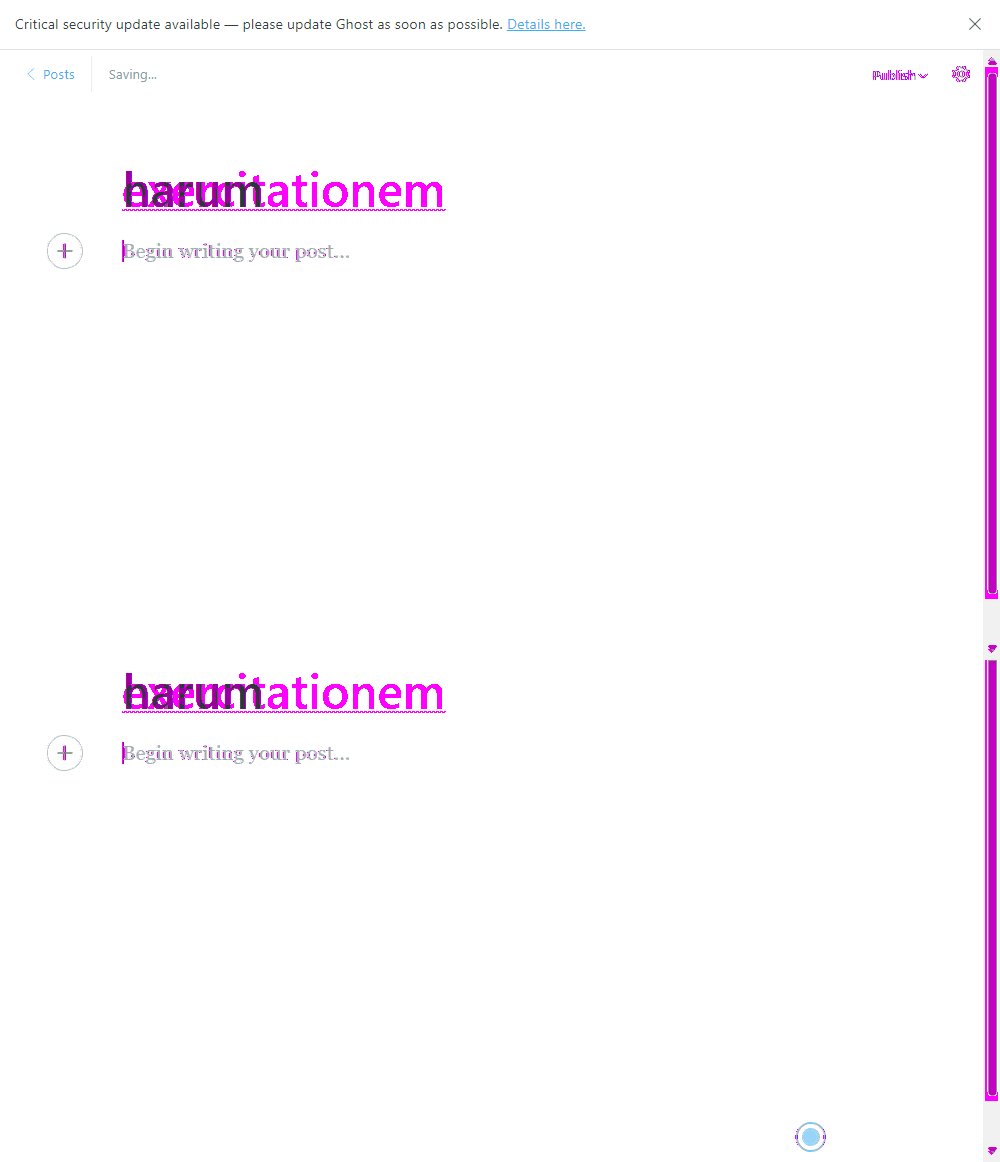 Critical security update available — please update Ghost as soon as possible. Details here.
Posts
Saving...
Publish
harum
exercitationem
Begin writing your post...
harum
exercitationem
Begin writing your post...